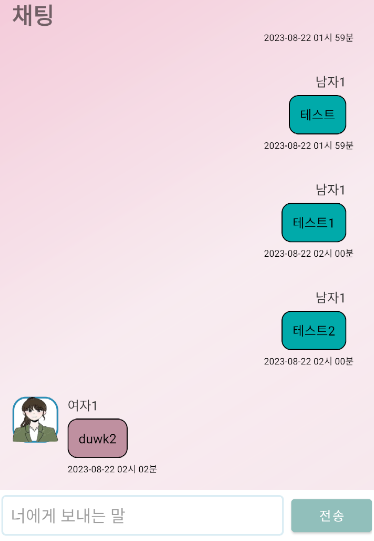 채팅
2023-08-22 01시 59분
남자1
테스트
2023-08-22 01시 59분
남자1
테스트1
2023-08-22 02시 00분
남자1
테스트2
2023-08-22 02시 00분
여자1
duwk2
2023-08-22 02시 02분
너에게 보내는 말
전송